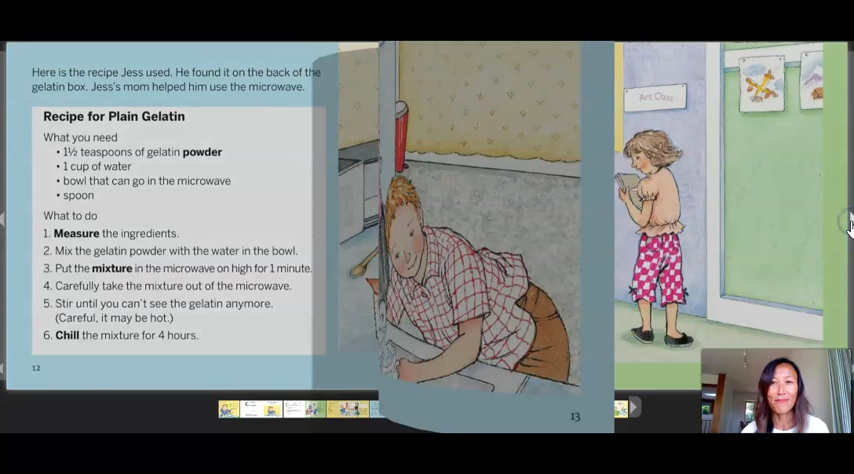 Here is the recipe Jess used. He found it on the back of the
gelatin box. Jess's mom helped him use the microwave.
Recipe for Plain Gelatin
What you need
• 1½ teaspoons of gelatin powder
• 1 cup of water
• bowl that can go in the microwave
• spoon
What to do
1. Measure the ingredients.
2. Mix the gelatin powder with the water in the bowl.
3. Put the mixture in the microwave on high for 1 minute.
4. Carefully take the mixture out of the microwave.
5. Stir until you can't see the gelatin anymore.
(Careful, it may be hot.)
6. Chill the mixture for 4 hours.
12
13
Art Class